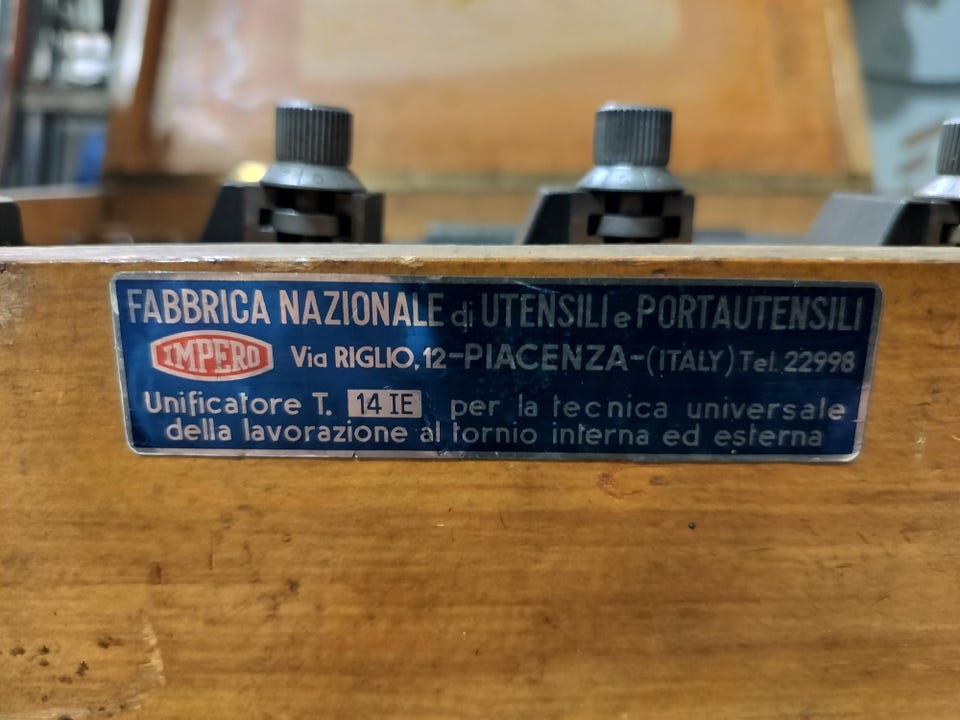 FABBRICA NAZIONALE di UTENSILI e PORTAUTENSILI
IMPERO Via RIGLIO, 12-PIACENZA-(ITALY) Tel. 22998
Unificatore T. 14 IE per la tecnica universale
della lavorazione al tornio interna ed esterna